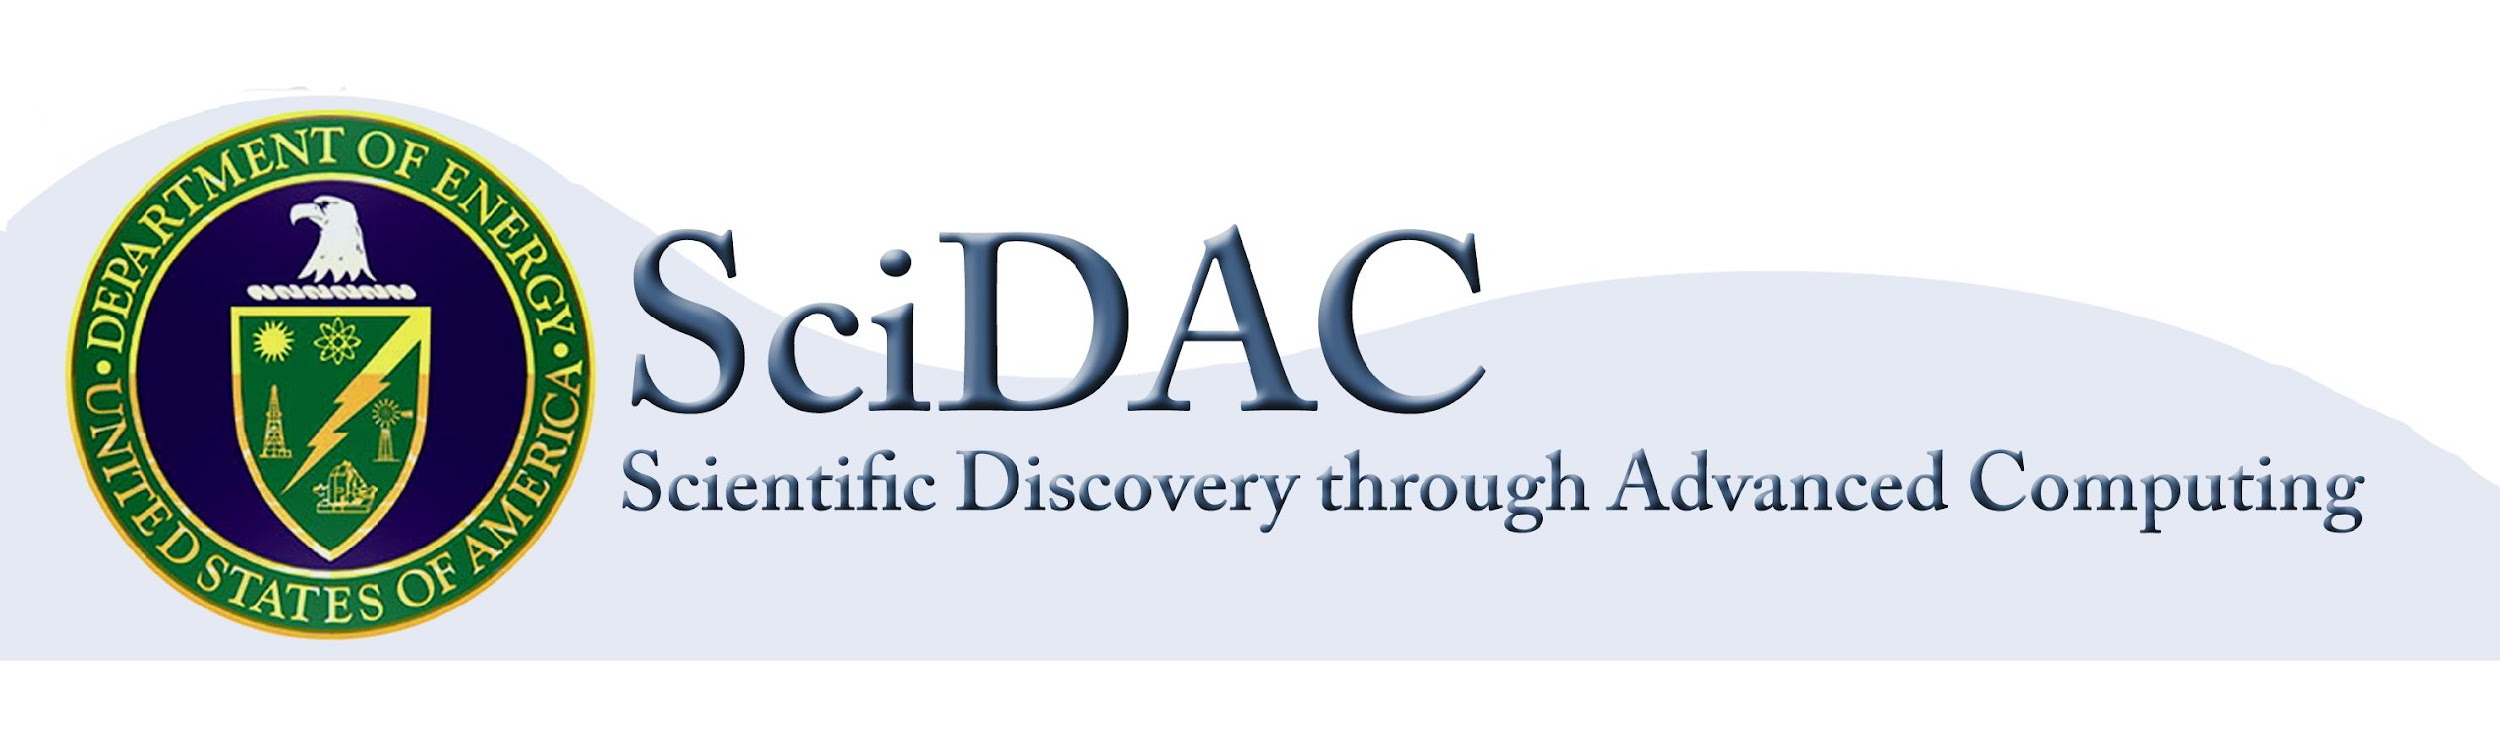 DEPARTMENT OF ENERGY
UNITED STATES OF AMERICA
SciDAC
Scientific Discovery through Advanced Computing